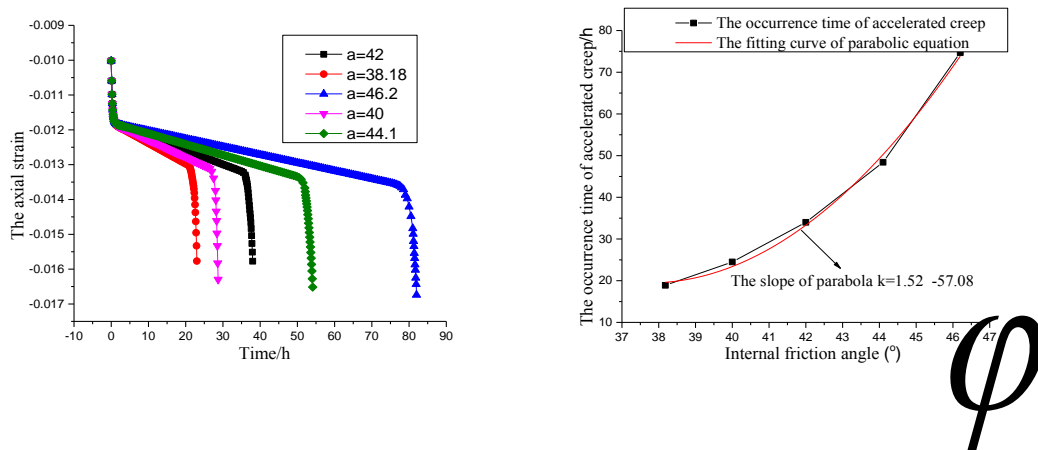 -0.009
-0.010
-0.011
-0.012
-0.013
-0.014
-0.015
-0.016
-0.017
The axial strain
a=42
a=38.18
a=46.2
a=40
a=44.1
-10 0 10 20 30 40 50 60 70 80 90
Time/h
The occurrence time of accelerated creep
The fitting curve of parabolic equation
80
70
60
50
40
30
20
10
The occurrence time of accelerated creep/h
The slope of parabola k=1.52 -57.08
37 38 39 40 41 42 43 44 45 46 47
Internal friction angle (°)
φ